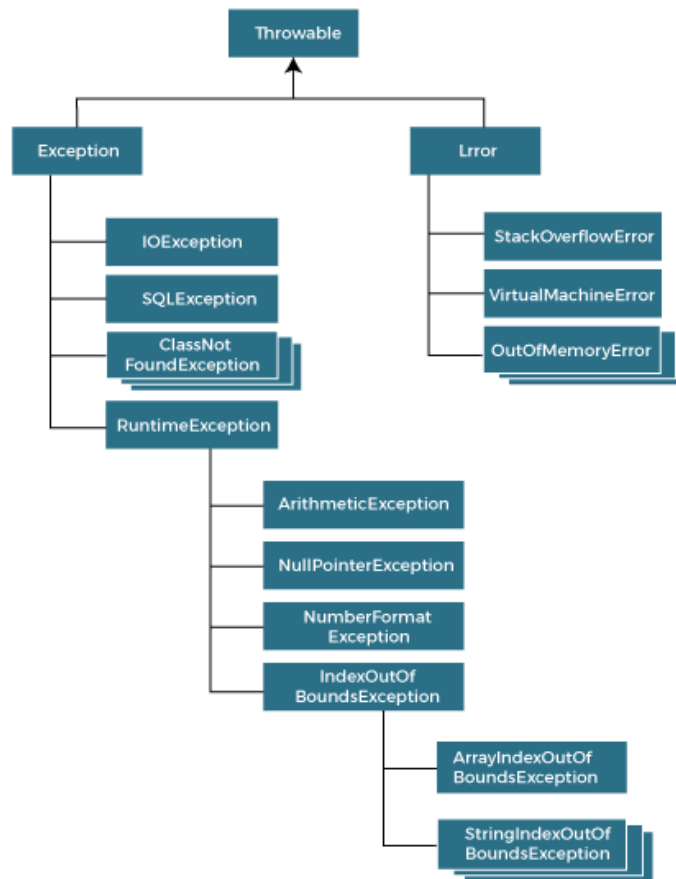 Throwable
Exception
Lrror
IOException
SQLException
ClassNot
FoundException
RuntimeException
StackOverflowError
VirtualMachineError
OutOfMemoryError
ArithmeticException
NullPointerException
NumberFormat
Exception
IndexOutOf
BoundsException
ArrayIndexOutOf
BoundsException
StringIndexOutOf
BoundsException